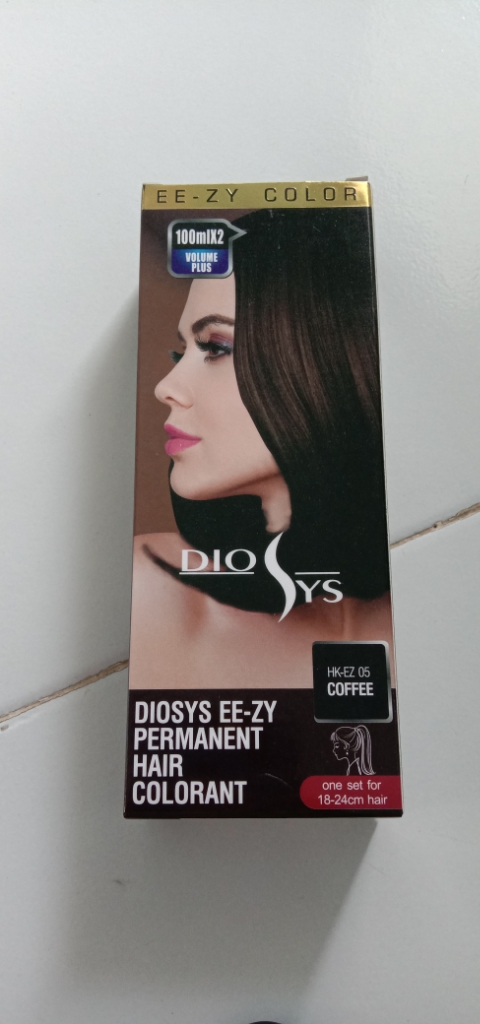 EE-ZY COLOR
100mlX2
VOLUME
PLUS
DIOSYS
HK-EZ 05
COFFEE
DIOSYS EE-ZY
PERMANENT
HAIR
COLORANT
one set for
18-24cm hair